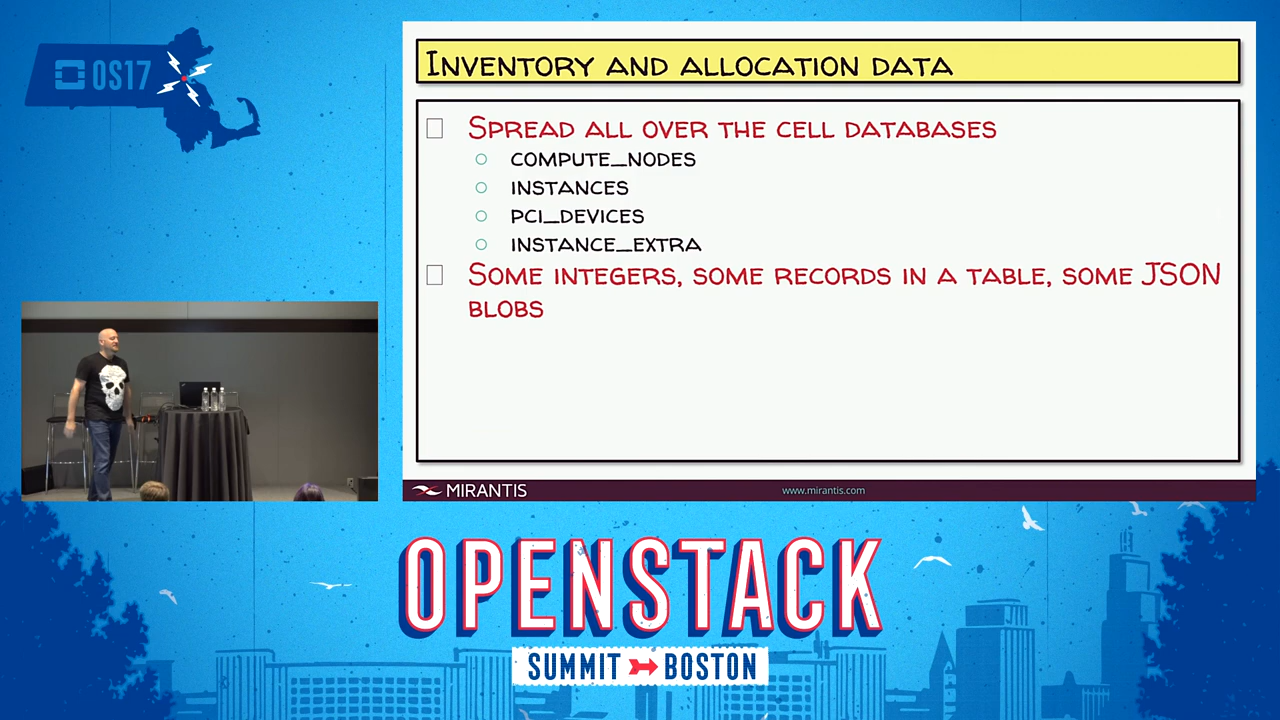 OS17
INVENTORY AND ALLOCATION DATA
SPREAD ALL OVER THE CELL DATABASES
COMPUTE_NODES
INSTANCES
PCI_DEVICES
INSTANCE_EXTRA
SOME INTEGERS, SOME RECORDS IN A TABLE, SOME JSON
BLOBS
MIRANTIS
www.mirantis.com
OPENSTACK
SUMMIT BOSTON